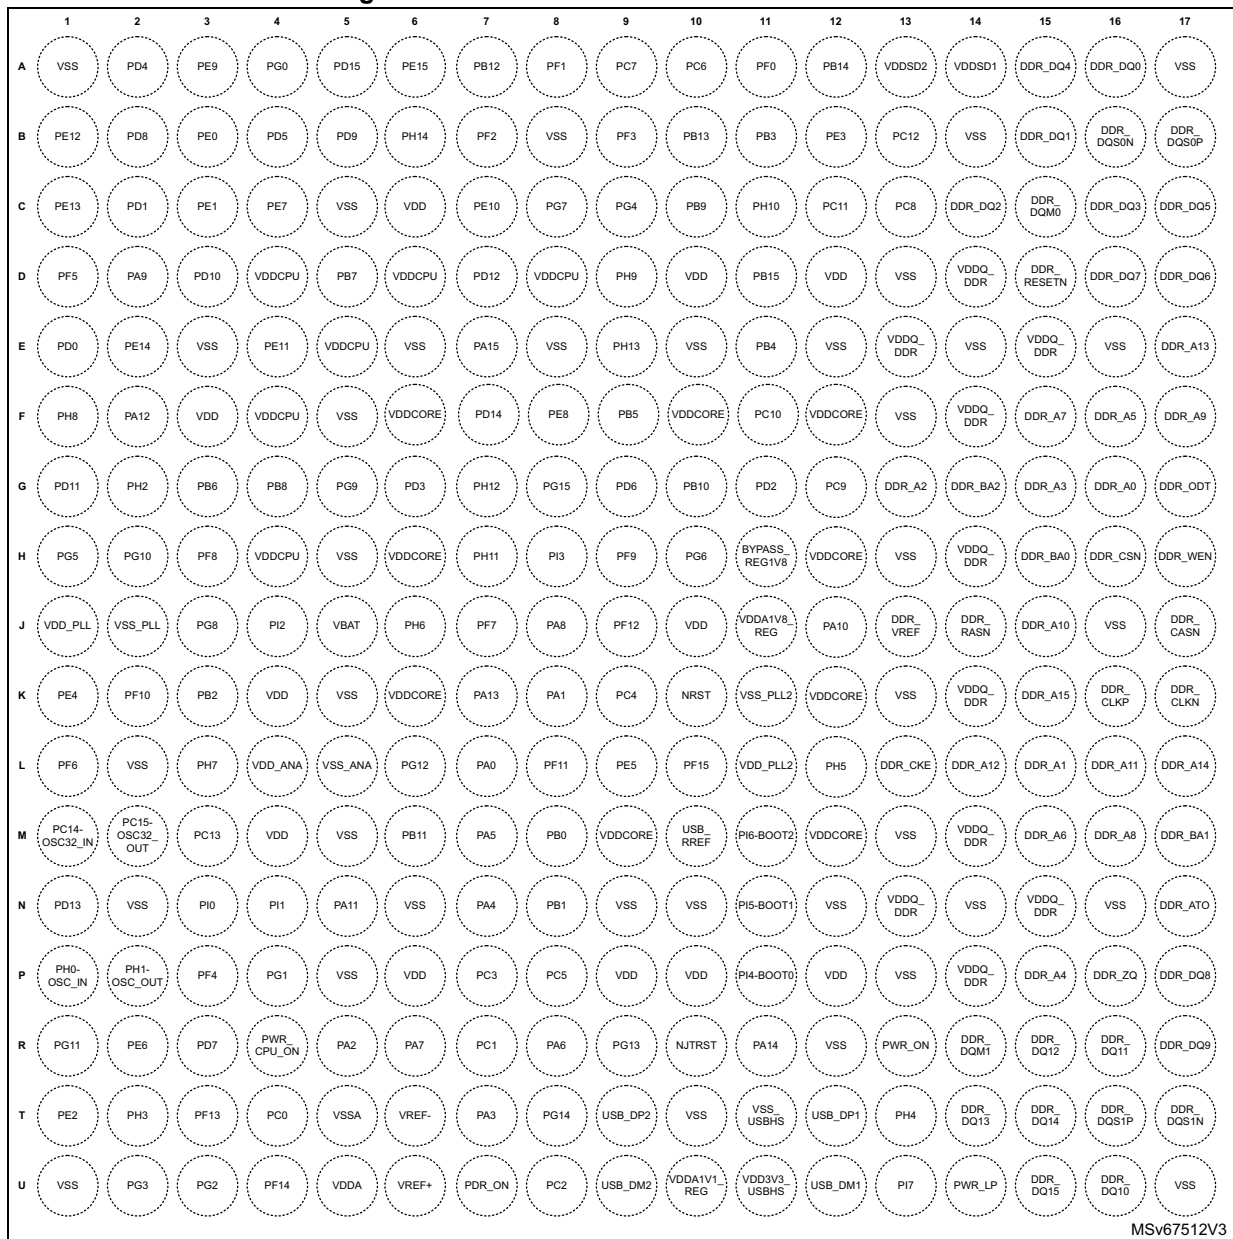 1 2 3 4 5 6 7 8 9 10 11 12 13 14 15 16 17
A VSS PD4 PE9 PG0 PD15 PE15 PB12 PF1 PC7 PC6 PF0 PB14 VDDSD2 VDDSD1 DDR_DQ4 DDR_DQ0 VSS
B PE12 PD8 PE0 PD5 PD9 PH14 PF2 VSS PF3 PB13 PB3 PE3 PC12 VSS DDR_DQ1 DDR_DQS0N DDR_DQS0P
C PE13 PD1 PE1 PE7 VSS VDD PE10 PG7 PG4 PB9 PH10 PC11 PC8 DDR_DQ2 DDR_DQM0 DDR_DQ3 DDR_DQ5
D PF5 PA9 PD10 VDDCPU PB7 VDDCPU PD12 VDDCPU PH9 VDD PB15 VDD VSS VDDQ_DDR DDR_RESETN DDR_DQ7 DDR_DQ6
E PD0 PE14 VSS PE11 VDDCPU VSS PA15 VSS PH13 VSS PB4 VSS VDDQ_DDR VSS VDDQ_DDR VSS DDR_A13
F PH8 PA12 VDD VDDCPU VSS VDDCORE PD14 PE8 PB5 VDDCORE PC10 VDDCORE VSS VDDQ_DDR DDR_A7 DDR_A5 DDR_A9
G PD11 PH2 PB6 PB8 PG9 PD3 PH12 PG15 PD6 PB10 PD2 PC9 DDR_A2 DDR_BA2 DDR_A3 DDR_A0 DDR_ODT
H PG5 PG10 PF8 VDDCPU VSS VDDCORE PH11 PI3 PF9 PG6 BYPASS_REG1V8 VDDCORE VSS VDDQ_DDR DDR_BA0 DDR_CSN DDR_WEN
J VDD_PLL VSS_PLL PG8 PI2 VBAT PH6 PF7 PA8 PF12 VDD VDDA1V8_REG PA10 DDR_VREF DDR_RASN DDR_A10 VSS DDR_CASN
K PE4 PF10 PB2 VDD VSS VDDCORE PA13 PA1 PC4 NRST VSS_PLL2 VDDCORE VSS VDDQ_DDR DDR_A15 DDR_CLKP DDR_CLKN
L PF6 VSS PH7 VDD_ANA VSS_ANA PG12 PA0 PF11 PE5 PF15 VDD_PLL2 PH5 DDR_CKE DDR_A12 DDR_A1 DDR_A11 DDR_A14
M PC14-OSC32_IN PC15-OSC32_OUT PC13 VDD VSS PB11 PA5 PB0 VDDCORE USB_RREF PI6-BOOT2 VDDCORE VSS VDDQ_DDR DDR_A6 DDR_A8 DDR_BA1
N PD13 VSS PI0 PI1 PA11 VSS PA4 PB1 VSS VSS PI5-BOOT1 VSS VDDQ_DDR VSS VDDQ_DDR VSS DDR_ATO
P PH0-OSC_IN PH1-OSC_OUT PF4 PG1 VSS VDD PC3 PC5 VDD VDD PI4-BOOT0 VDD VSS VDDQ_DDR DDR_A4 DDR_ZQ DDR_DQ8
R PG11 PE6 PD7 PWR_CPU_ON PA2 PA7 PC1 PA6 PG13 NJTRST PA14 VSS PWR_ON DDR_DQM1 DDR_DQ12 DDR_DQ11 DDR_DQ9
T PE2 PH3 PF13 PC0 VSSA VREF- PA3 PG14 USB_DP2 VSS VSS_USBHS USB_DP1 PH4 DDR_DQ13 DDR_DQ14 DDR_DQS1P DDR_DQS1N
U VSS PG3 PG2 PF14 VDDA VREF+ PDR_ON PC2 USB_DM2 VDDA1V1_REG VDD3V3_USBHS USB_DM1 PI7 PWR_LP DDR_DQ15 DDR_DQ10 VSS
MSv67512V3